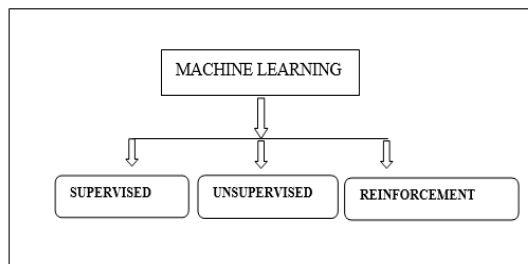 MACHINE LEARNING
SUPERVISED
UNSUPERVISED
REINFORCEMENT